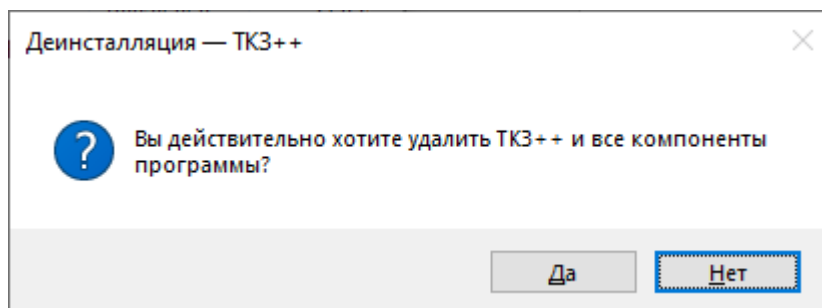 Деинсталляция — ТКЗ++
Вы действительно хотите удалить ТКЗ++ и все компоненты
программы?
Да
Нет